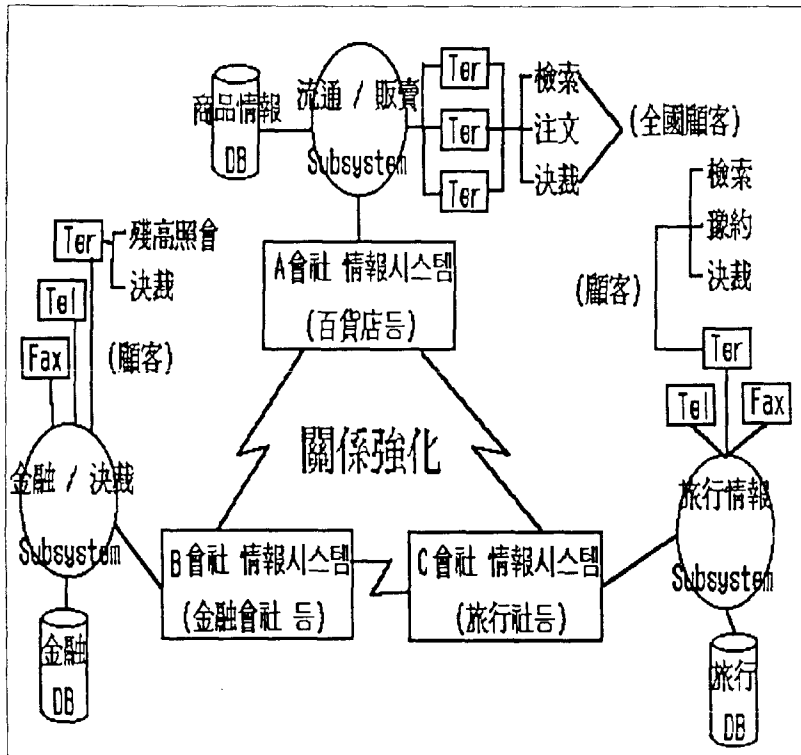 商品情報
DB
流通 / 販賣
Subsystem
Ter
Ter
Ter
檢索
注文
決裁
(全國顧客)
A會社 情報시스템
(百貨店등)
Ter
殘高照會
決裁
Tel
Fax
(顧客)
金融 / 決裁
Subsystem
金融
DB
關係强化
B會社 情報시스템
(金融會社 등)
C會社 情報시스템
(旅行社등)
檢索
豫約
決裁
(顧客)
Ter
Tel
Fax
旅行情報
Subsystem
旅行
DB